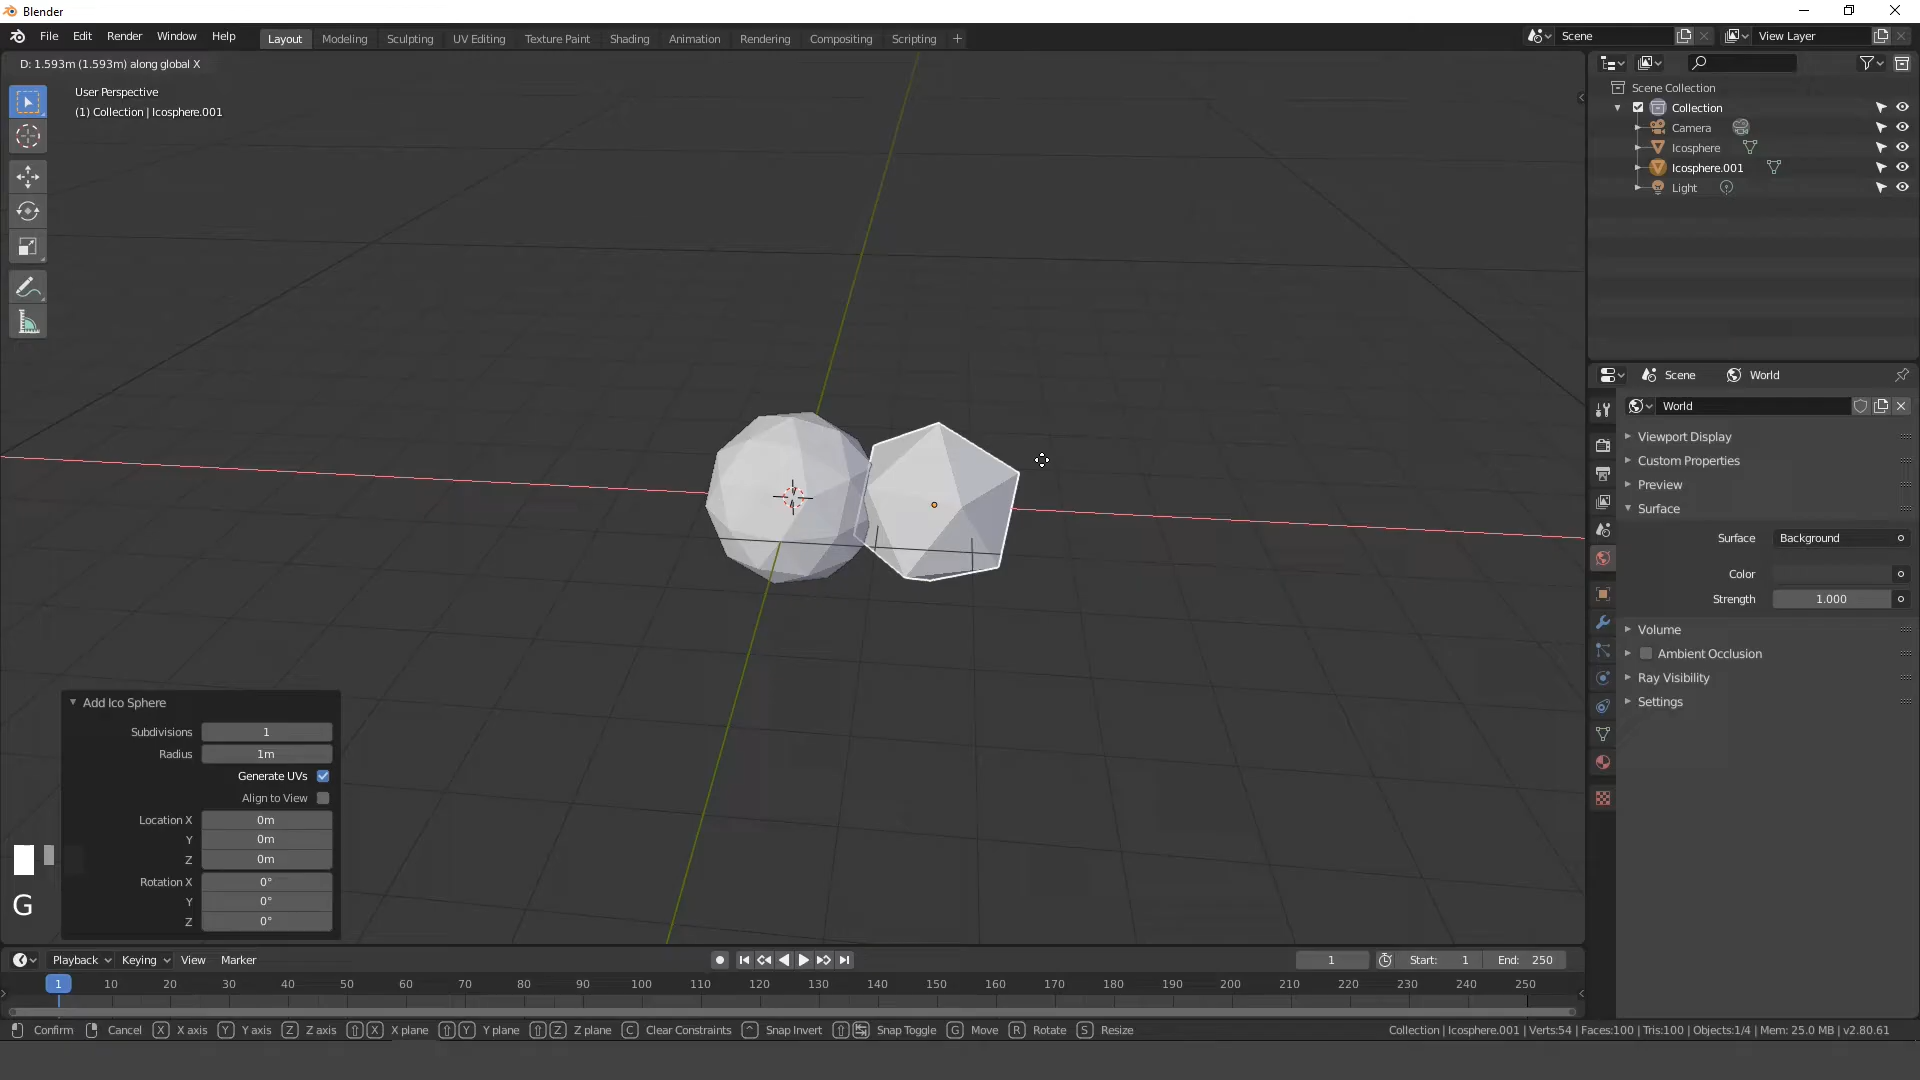 Blender
File Edit Render Window Help
Layout Modeling Sculpting UV Editing Texture Paint Shading Animation Rendering Compositing Scripting +
Scene
View Layer
D: 1.593m (1.593m) along global X
User Perspective
(1) Collection | Icosphere.001
Scene Collection
Collection
Camera
Icosphere
Icosphere.001
Light
Scene World
World
Viewport Display
Custom Properties
Preview
Surface
Surface Background
Color
Strength 1.000
Volume
Ambient Occlusion
Ray Visibility
Settings
Add Ico Sphere
Subdivisions 1
Radius 1m
Generate UVs
Align to View
Location X 0m
Y 0m
Z 0m
Rotation X 0°
Y 0°
Z 0°
G
Playback Keying View Marker
1 Start: 1 End: 250
1 10 20 30 40 50 60 70 80 90 100 110 120 130 140 150 160 170 180 190 200 210 220 230 240 250
Confirm Cancel X X axis Y Y axis Z Z axis X X plane Y Y plane Z Z plane C Clear Constraints ^ Snap Invert Snap Toggle G Move R Rotate S Resize
Collection | Icosphere.001 | Verts:54 | Faces:100 | Tris:100 | Objects:1/4 | Mem: 25.0 MB | v2.80.61